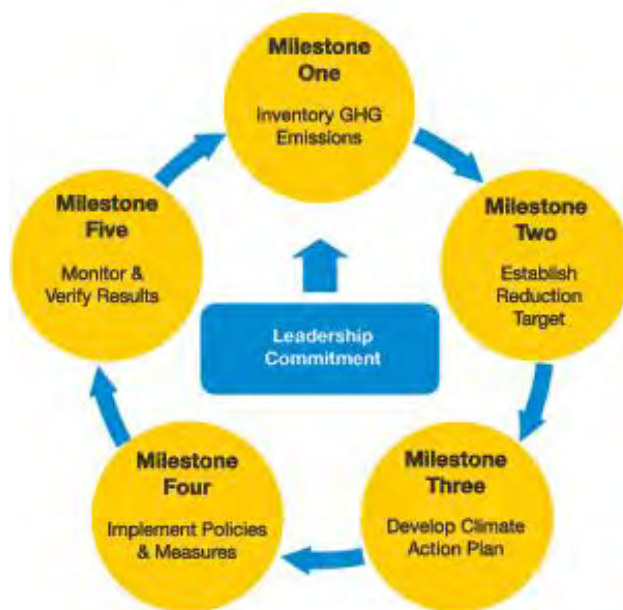 Milestone
One
Inventory GHG
Emissions
Milestone
Two
Establish
Reduction
Target
Milestone
Three
Develop Climate
Action Plan
Milestone
Four
Implement Policies
& Measures
Milestone
Five
Monitor &
Verify Results
Leadership
Commitment